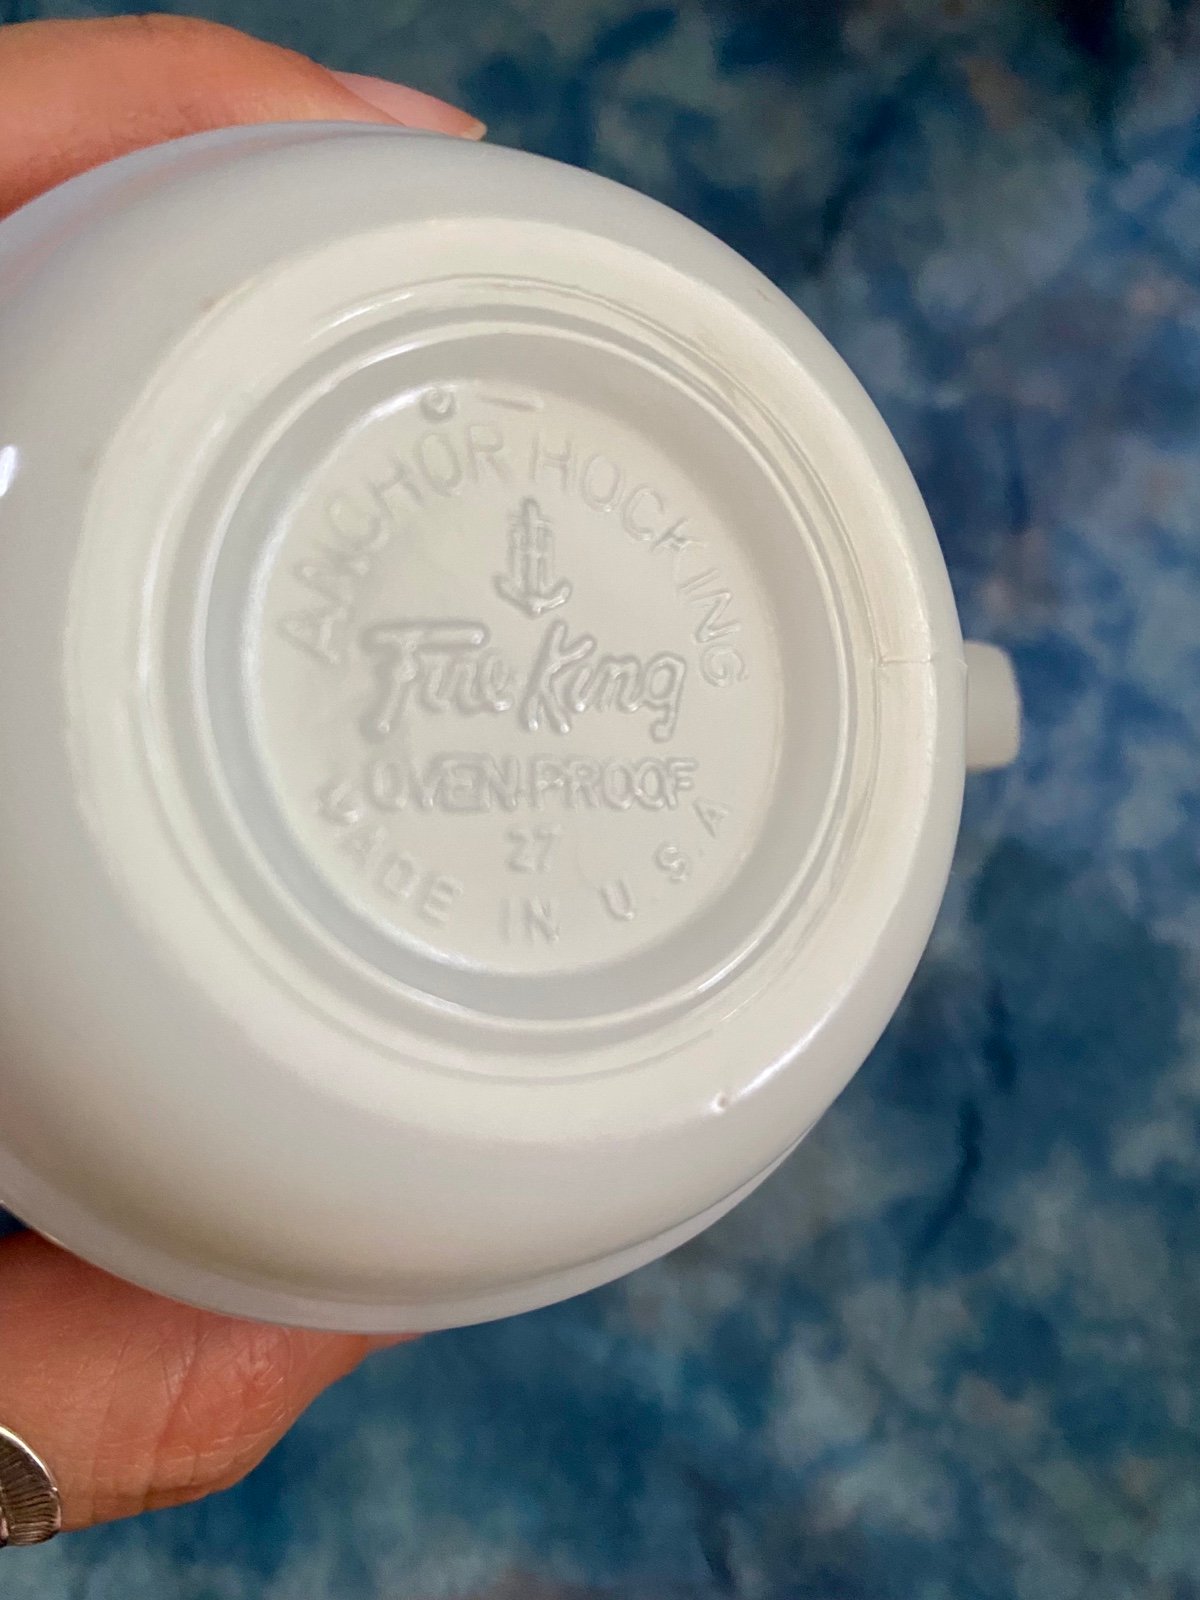 ANCHOR HOCKING
Fire King
OVEN-PROOF
27
MADE IN U.S.A